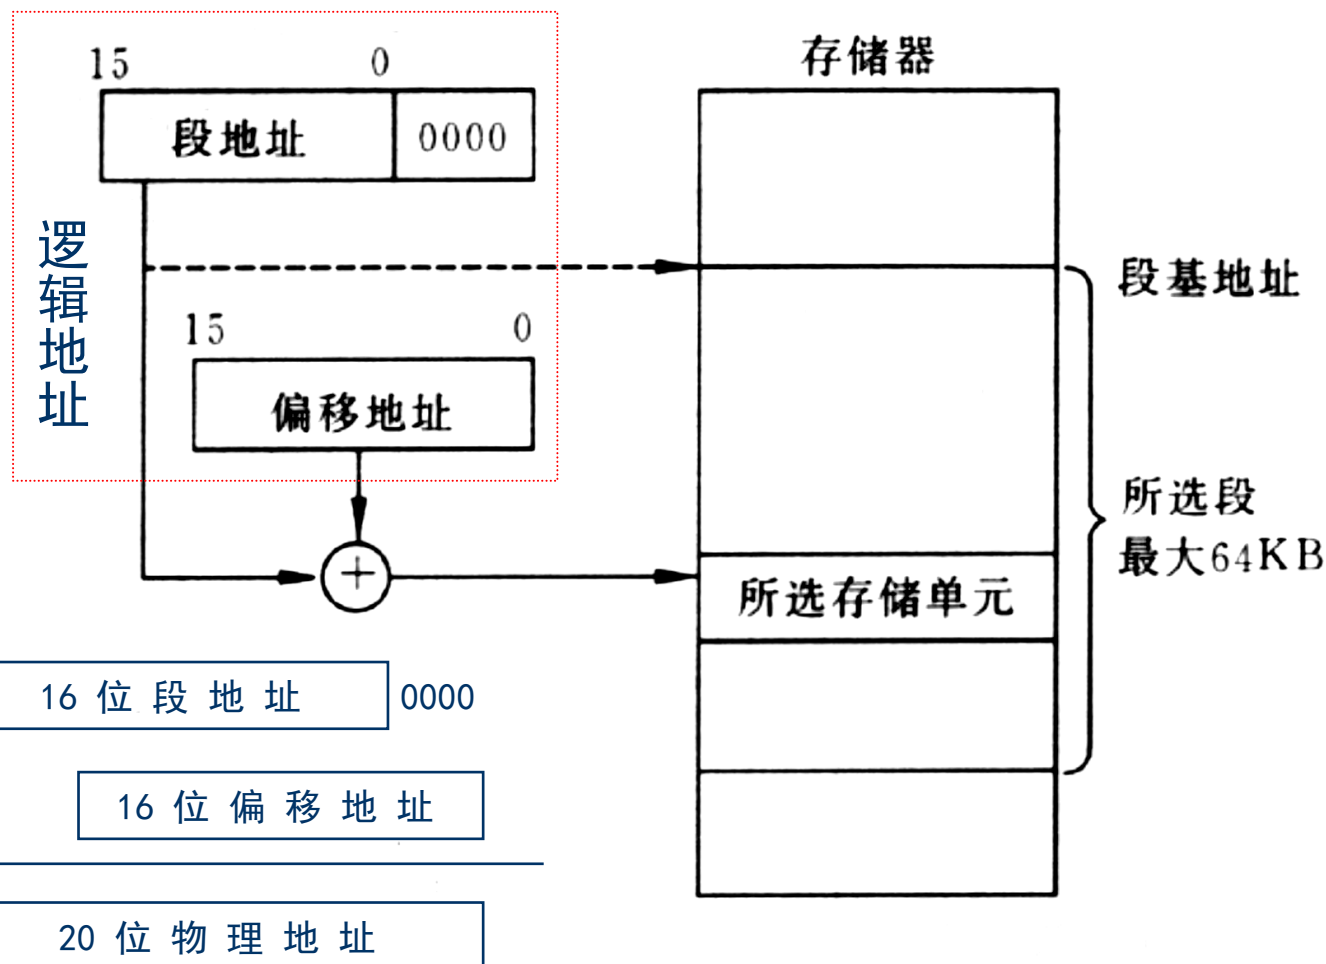 存储器
15 0
段地址 0000
逻辑地址
段基地址
15 0
偏移地址
所选段
最大64KB
+
所选存储单元
16 位 段 地 址 0000
16 位 偏 移 地 址
20 位 物 理 地 址